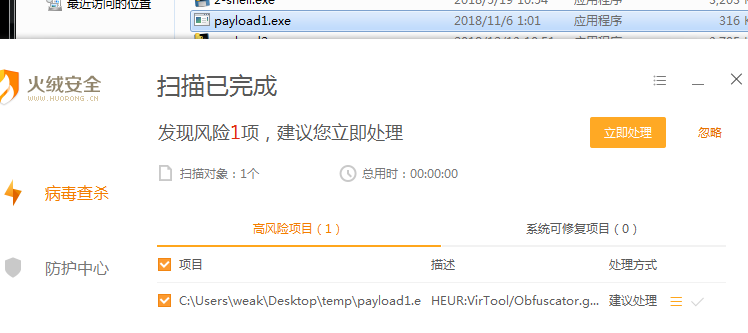 最近访问的位置
2-shell.exe 2018/5/19 10:54 应用程序
payload1.exe 2018/11/6 1:01 应用程序 316 K
火绒安全
WWW.HUORONG.CN
扫描已完成
发现风险1项，建议您立即处理
立即处理 忽略
扫描对象：1个 总用时：00:00:00
病毒查杀
高风险项目（1） 系统可修复项目（0）
项目 描述 处理方式
防护中心
C:\Users\weak\Desktop\temp\payload1.e HEUR:VirTool/Obfuscator.g... 建议处理